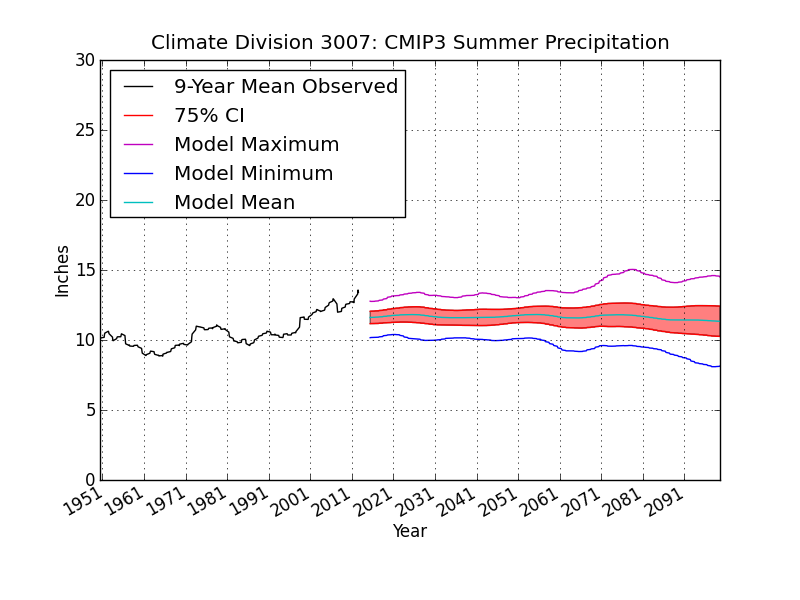 Climate Division 3007: CMIP3 Summer Precipitation
30
25
20
15
10
5
0
Inches
9-Year Mean Observed
75% CI
Model Maximum
Model Minimum
Model Mean
1951 1961 1971 1981 1991 2001 2011 2021 2031 2041 2051 2061 2071 2081 2091
Year